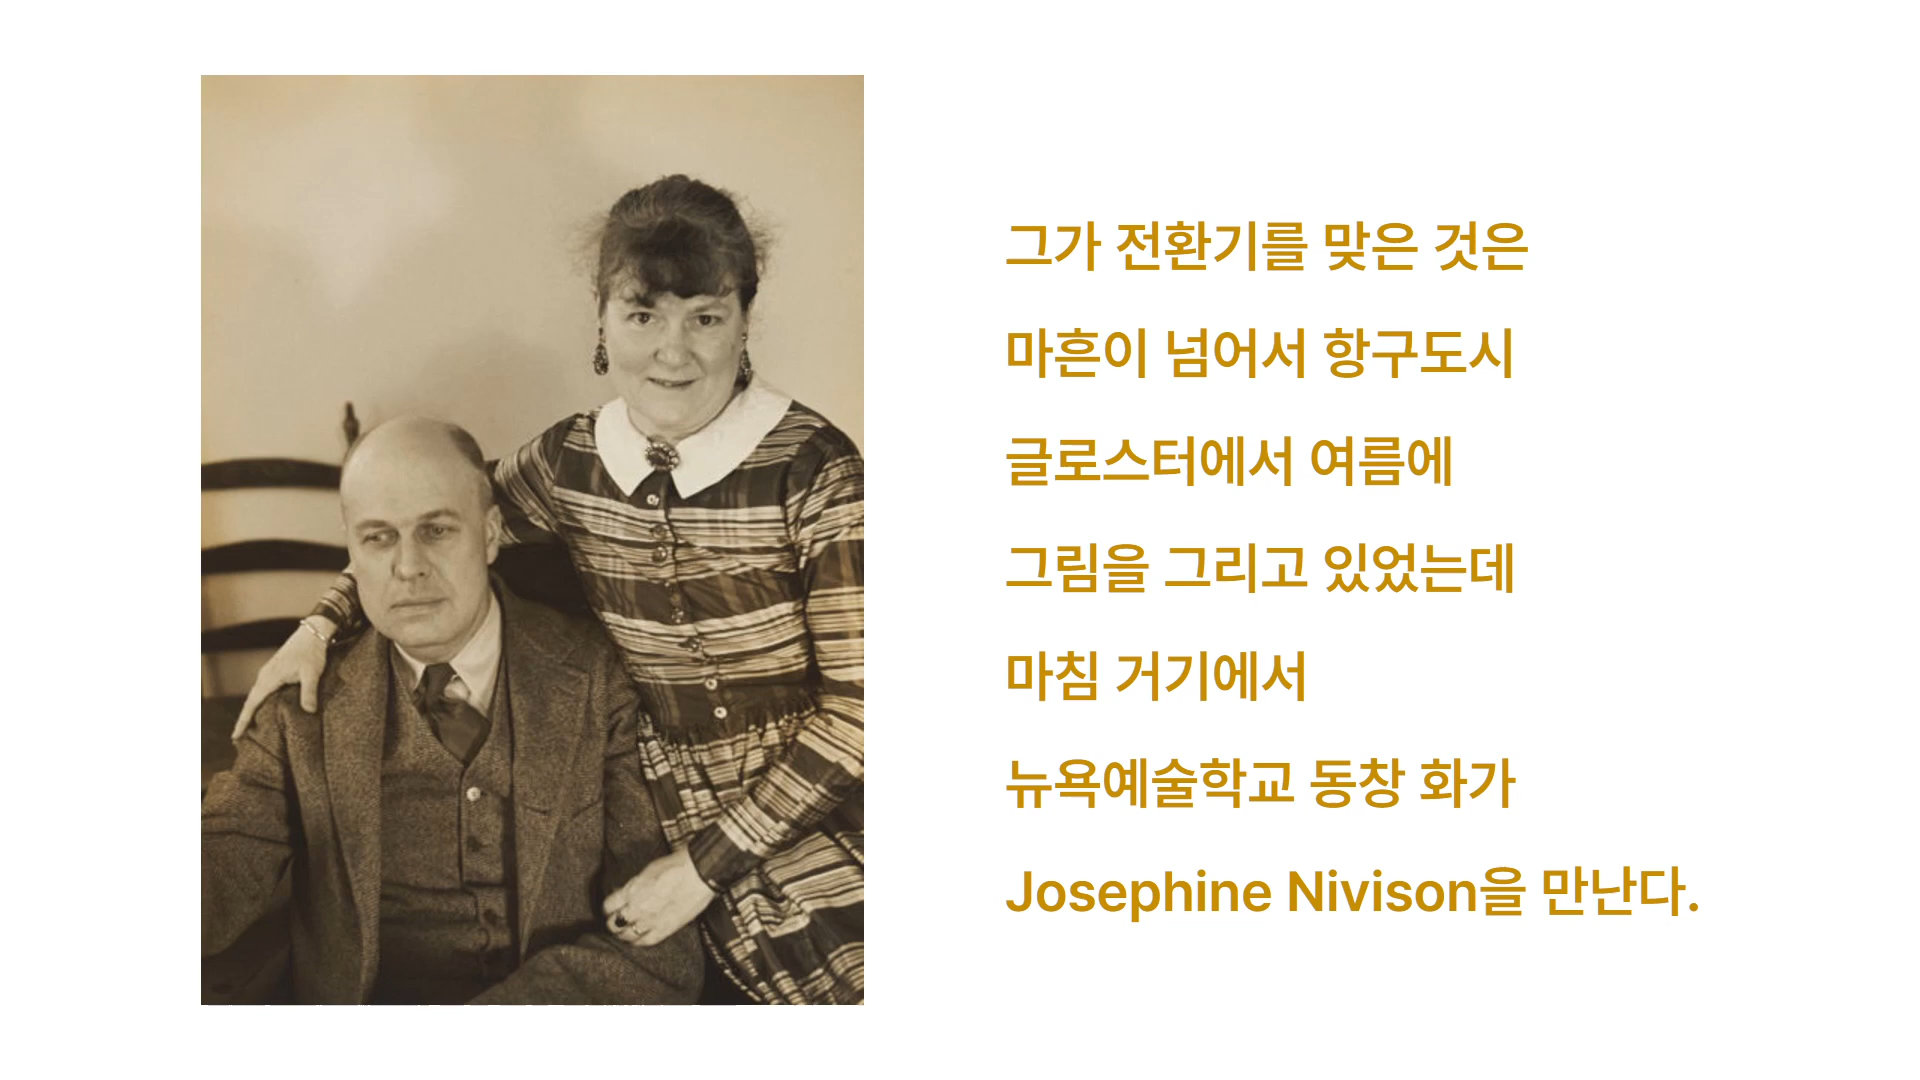 그가 전환기를 맞은 것은
마흔이 넘어서 항구도시
글로스터에서 여름에
그림을 그리고 있었는데
마침 거기에서
뉴욕예술학교 동창 화가
Josephine Nivison을 만난다.